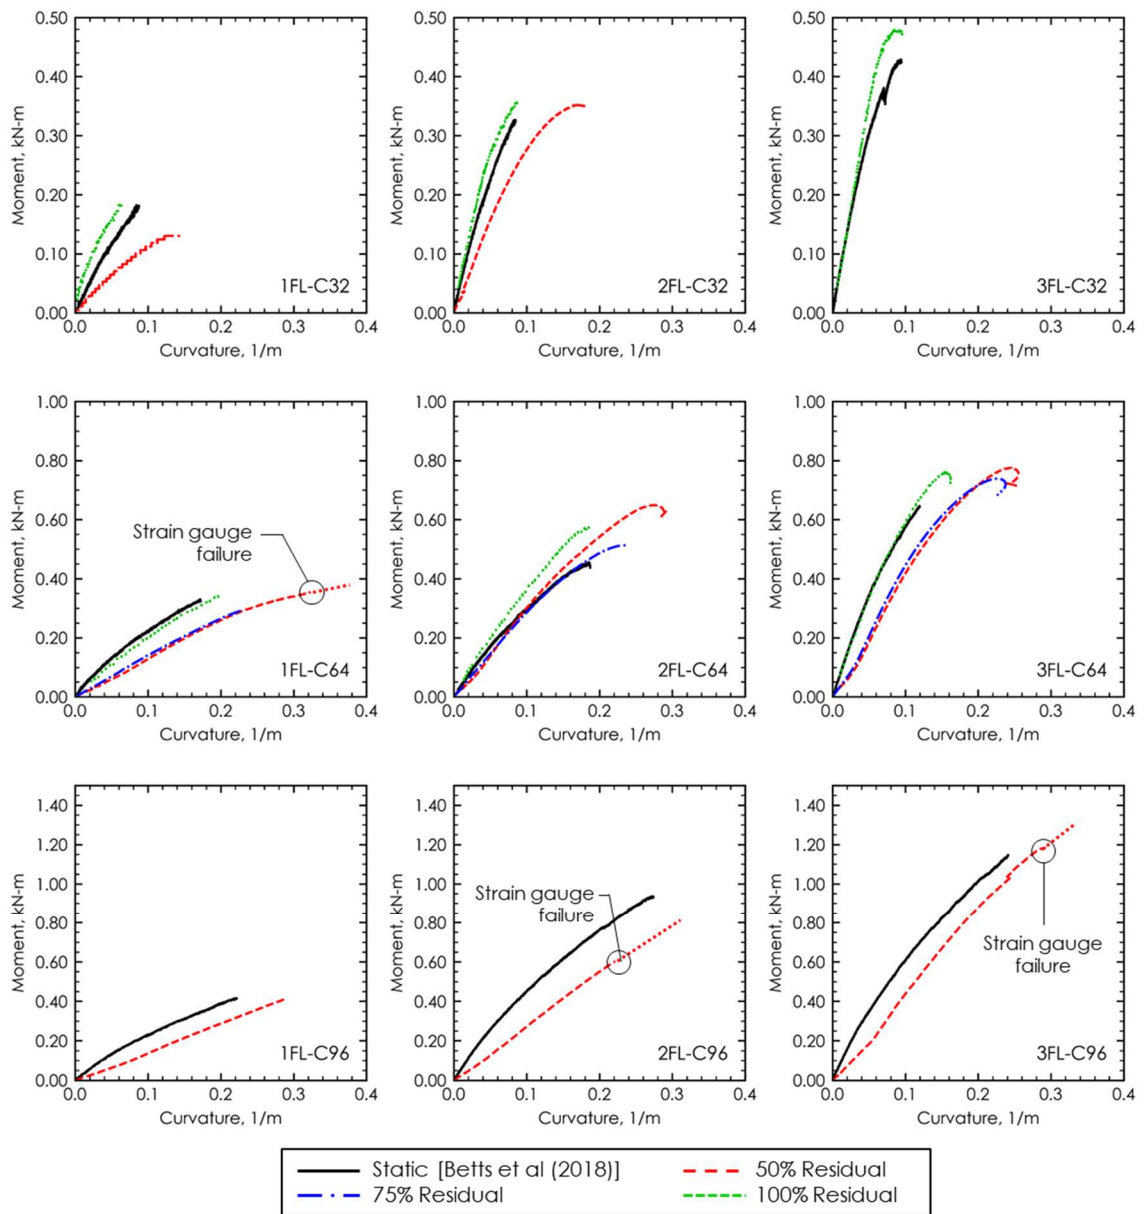 0.50
0.40
0.30
0.20
0.10
0.00
Moment, kN-m
1FL-C32
0.0 0.1 0.2 0.3 0.4
Curvature, 1/m
0.50
0.40
0.30
0.20
0.10
0.00
Moment, kN-m
2FL-C32
0.0 0.1 0.2 0.3 0.4
Curvature, 1/m
0.50
0.40
0.30
0.20
0.10
0.00
Moment, kN-m
3FL-C32
0.0 0.1 0.2 0.3 0.4
Curvature, 1/m
1.00
0.80
0.60
0.40
0.20
0.00
Moment, kN-m
Strain gauge
failure
1FL-C64
0.0 0.1 0.2 0.3 0.4
Curvature, 1/m
1.00
0.80
0.60
0.40
0.20
0.00
Moment, kN-m
2FL-C64
0.0 0.1 0.2 0.3 0.4
Curvature, 1/m
1.00
0.80
0.60
0.40
0.20
0.00
Moment, kN-m
3FL-C64
0.0 0.1 0.2 0.3 0.4
Curvature, 1/m
1.40
1.20
1.00
0.80
0.60
0.40
0.20
0.00
Moment, kN-m
1FL-C96
0.0 0.1 0.2 0.3 0.4
Curvature, 1/m
1.40
1.20
1.00
0.80
0.60
0.40
0.20
0.00
Moment, kN-m
Strain gauge
failure
2FL-C96
0.0 0.1 0.2 0.3 0.4
Curvature, 1/m
1.40
1.20
1.00
0.80
0.60
0.40
0.20
0.00
Moment, kN-m
Strain gauge
failure
3FL-C96
0.0 0.1 0.2 0.3 0.4
Curvature, 1/m
Static [Betts et al (2018)] 50% Residual
75% Residual 100% Residual